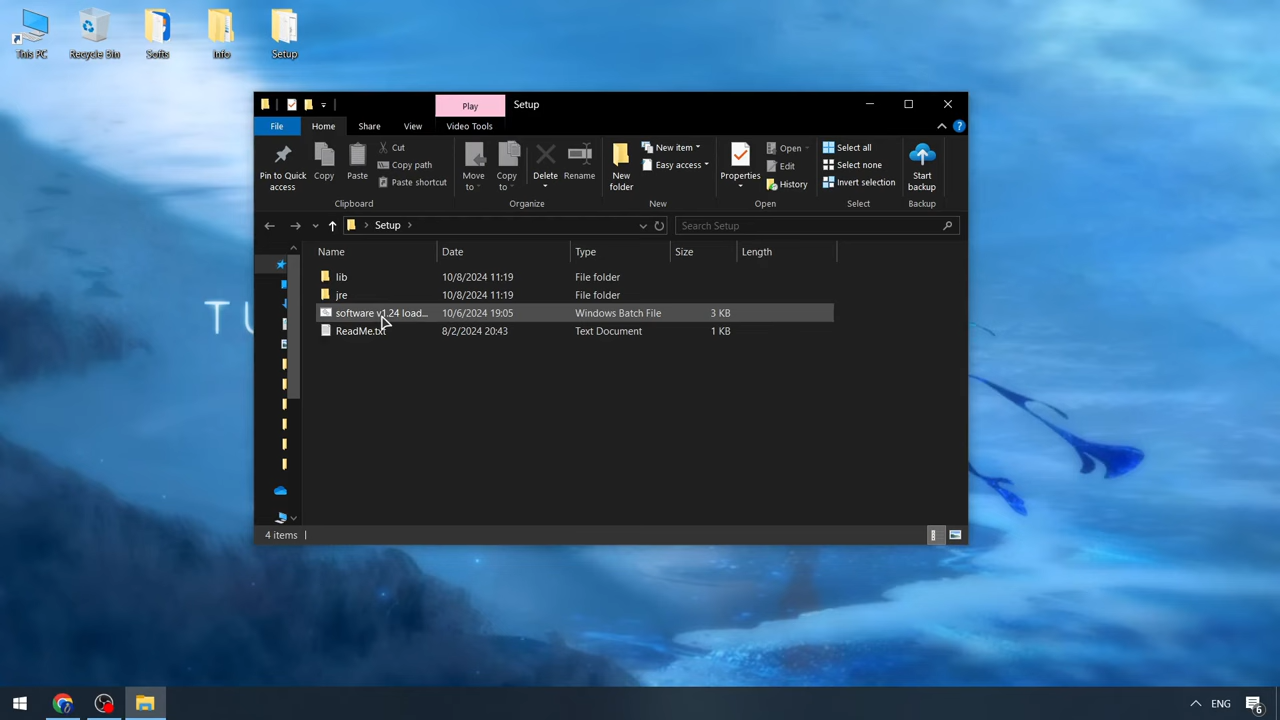 This PC
Recycle Bin
Softs
Info
Setup
Play
Setup
File
Home
Share
View
Video Tools
Pin to Quick access
Copy
Paste
Cut
Copy path
Paste shortcut
Clipboard
Move to
Copy to
Delete
Rename
Organize
New folder
New item
Easy access
New
Properties
Open
Edit
History
Open
Select all
Select none
Invert selection
Select
Start backup
Backup
Setup
Search Setup
Name
Date
Type
Size
Length
lib
10/8/2024 11:19
File folder
jre
10/8/2024 11:19
File folder
software v1.24 load...
10/6/2024 19:05
Windows Batch File
3 KB
ReadMe.txt
8/2/2024 20:43
Text Document
1 KB
4 items
T U
ENG
6